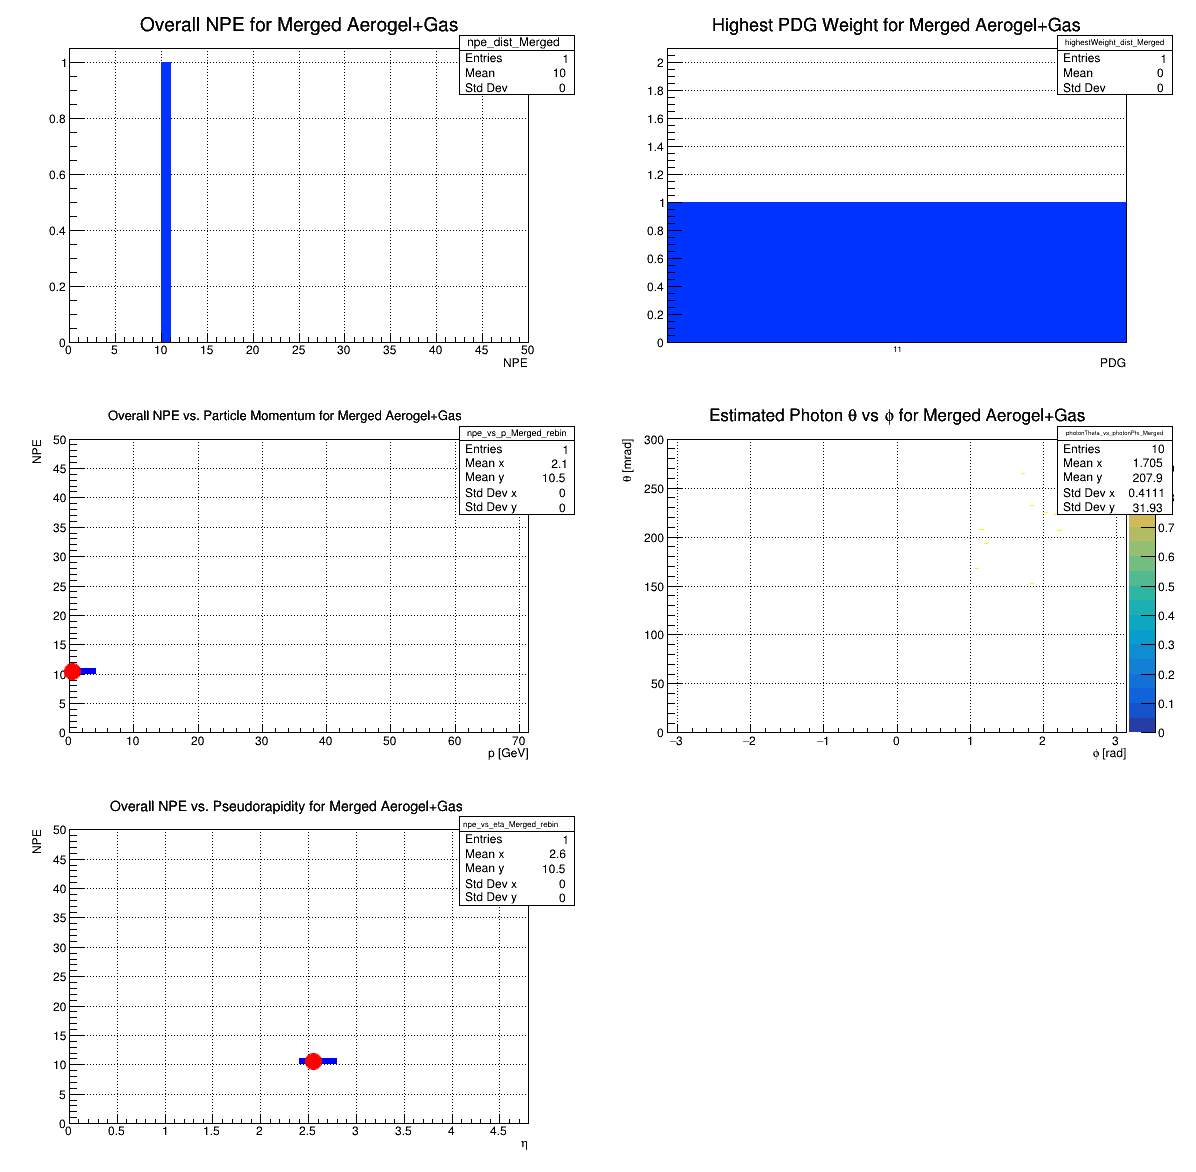 Overall NPE for Merged Aerogel+Gas
npe_dist_Merged
Entries 1
Mean 10
Std Dev 0
1
0.8
0.6
0.4
0.2
0
0 5 10 15 20 25 30 35 40 45 50
NPE
Highest PDG Weight for Merged Aerogel+Gas
highestWeight_dist_Merged
Entries 1
Mean 0
Std Dev 0
2
1.8
1.6
1.4
1.2
1
0.8
0.6
0.4
0.2
0
11
PDG
Overall NPE vs. Particle Momentum for Merged Aerogel+Gas
npe_vs_p_Merged_rebin
Entries 1
Mean x 2.1
Mean y 10.5
Std Dev x 0
Std Dev y 0
NPE
50
45
40
35
30
25
20
15
10
5
0
0 10 20 30 40 50 60 70
p [GeV]
Estimated Photon θ vs ϕ for Merged Aerogel+Gas
photonTheta_vs_photonPhi_Merged
Entries 10
Mean x 1.705
Mean y 207.9
Std Dev x 0.4111
Std Dev y 31.93
θ [mrad]
300
250
200
150
100
50
0
−3 −2 −1 0 1 2 3
ϕ [rad]
0.7
0.6
0.5
0.4
0.3
0.2
0.1
0
Overall NPE vs. Pseudorapidity for Merged Aerogel+Gas
npe_vs_eta_Merged_rebin
Entries 1
Mean x 2.6
Mean y 10.5
Std Dev x 0
Std Dev y 0
NPE
50
45
40
35
30
25
20
15
10
5
0
0 0.5 1 1.5 2 2.5 3 3.5 4 4.5
η